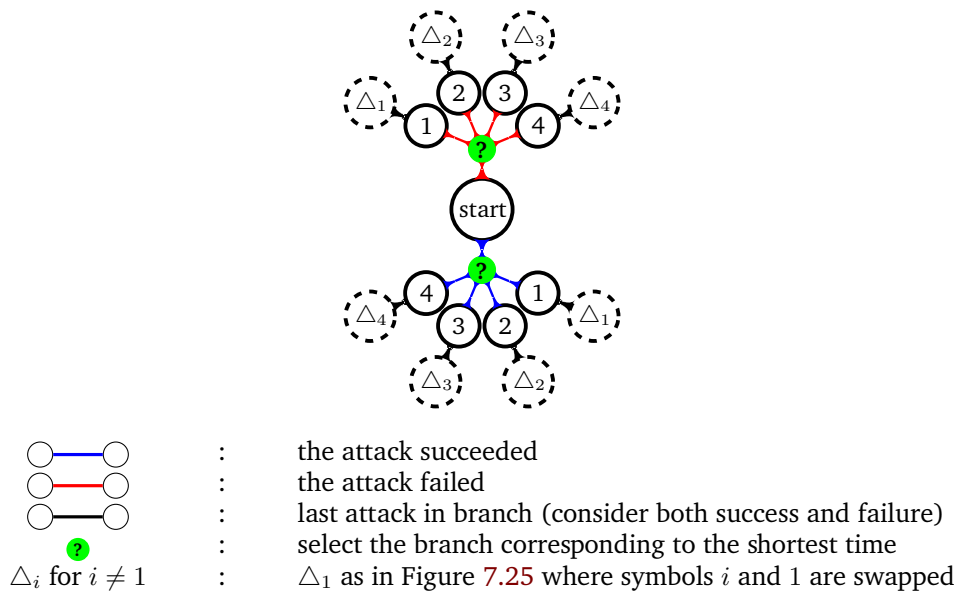 △₂ △₃
△₁ 2 3 △₄
1 4
?
start
?
4 1
△₄ 3 2 △₁
△₃ △₂
: the attack succeeded
: the attack failed
: last attack in branch (consider both success and failure)
? : select the branch corresponding to the shortest time
△ᵢ for i ≠ 1 : △₁ as in Figure 7.25 where symbols i and 1 are swapped